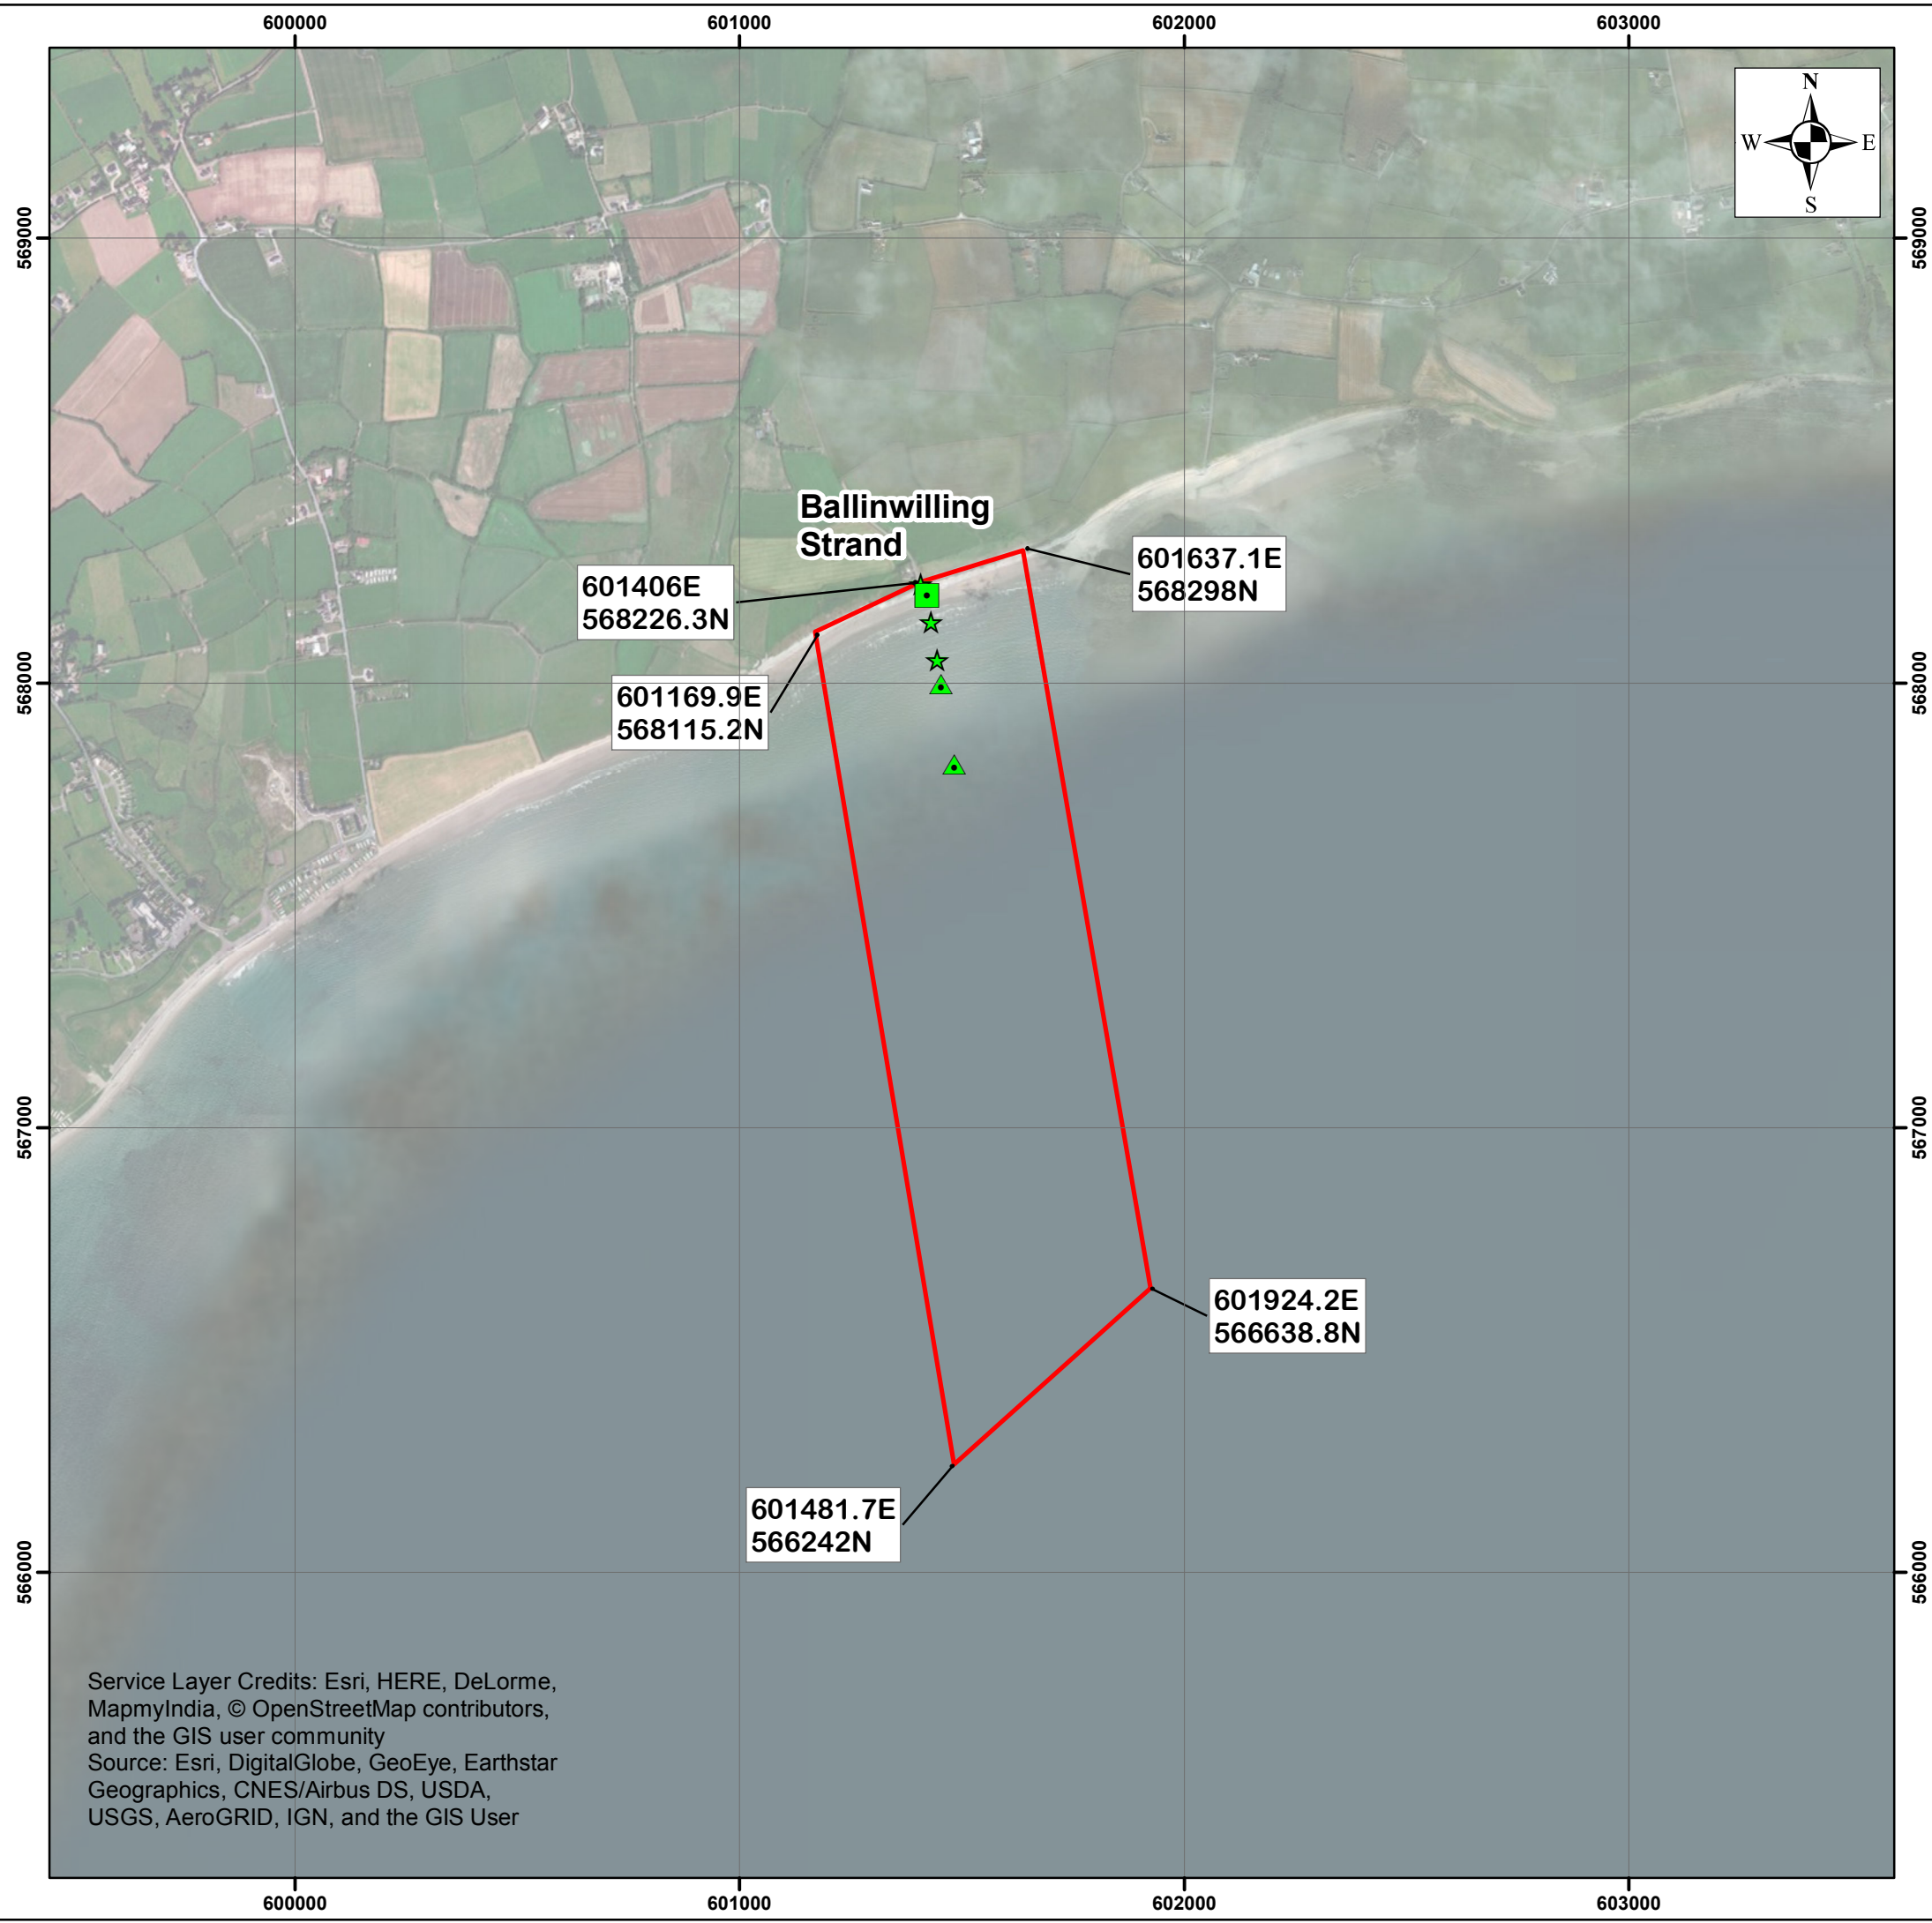 600000
601000
602000
603000
N
W
E
S
569000
569000
Ballinwilling
Strand
601637.1E
568298N
601406E
568226.3N
568000
568000
601169.9E
568115.2N
567000
567000
601924.2E
566638.8N
601481.7E
566242N
566000
566000
Service Layer Credits: Esri, HERE, DeLorme,
MapmyIndia, © OpenStreetMap contributors,
and the GIS user community
Source: Esri, DigitalGlobe, GeoEye, Earthstar
Geographics, CNES/Airbus DS, USDA,
USGS, AeroGRID, IGN, and the GIS User
600000
601000
602000
603000